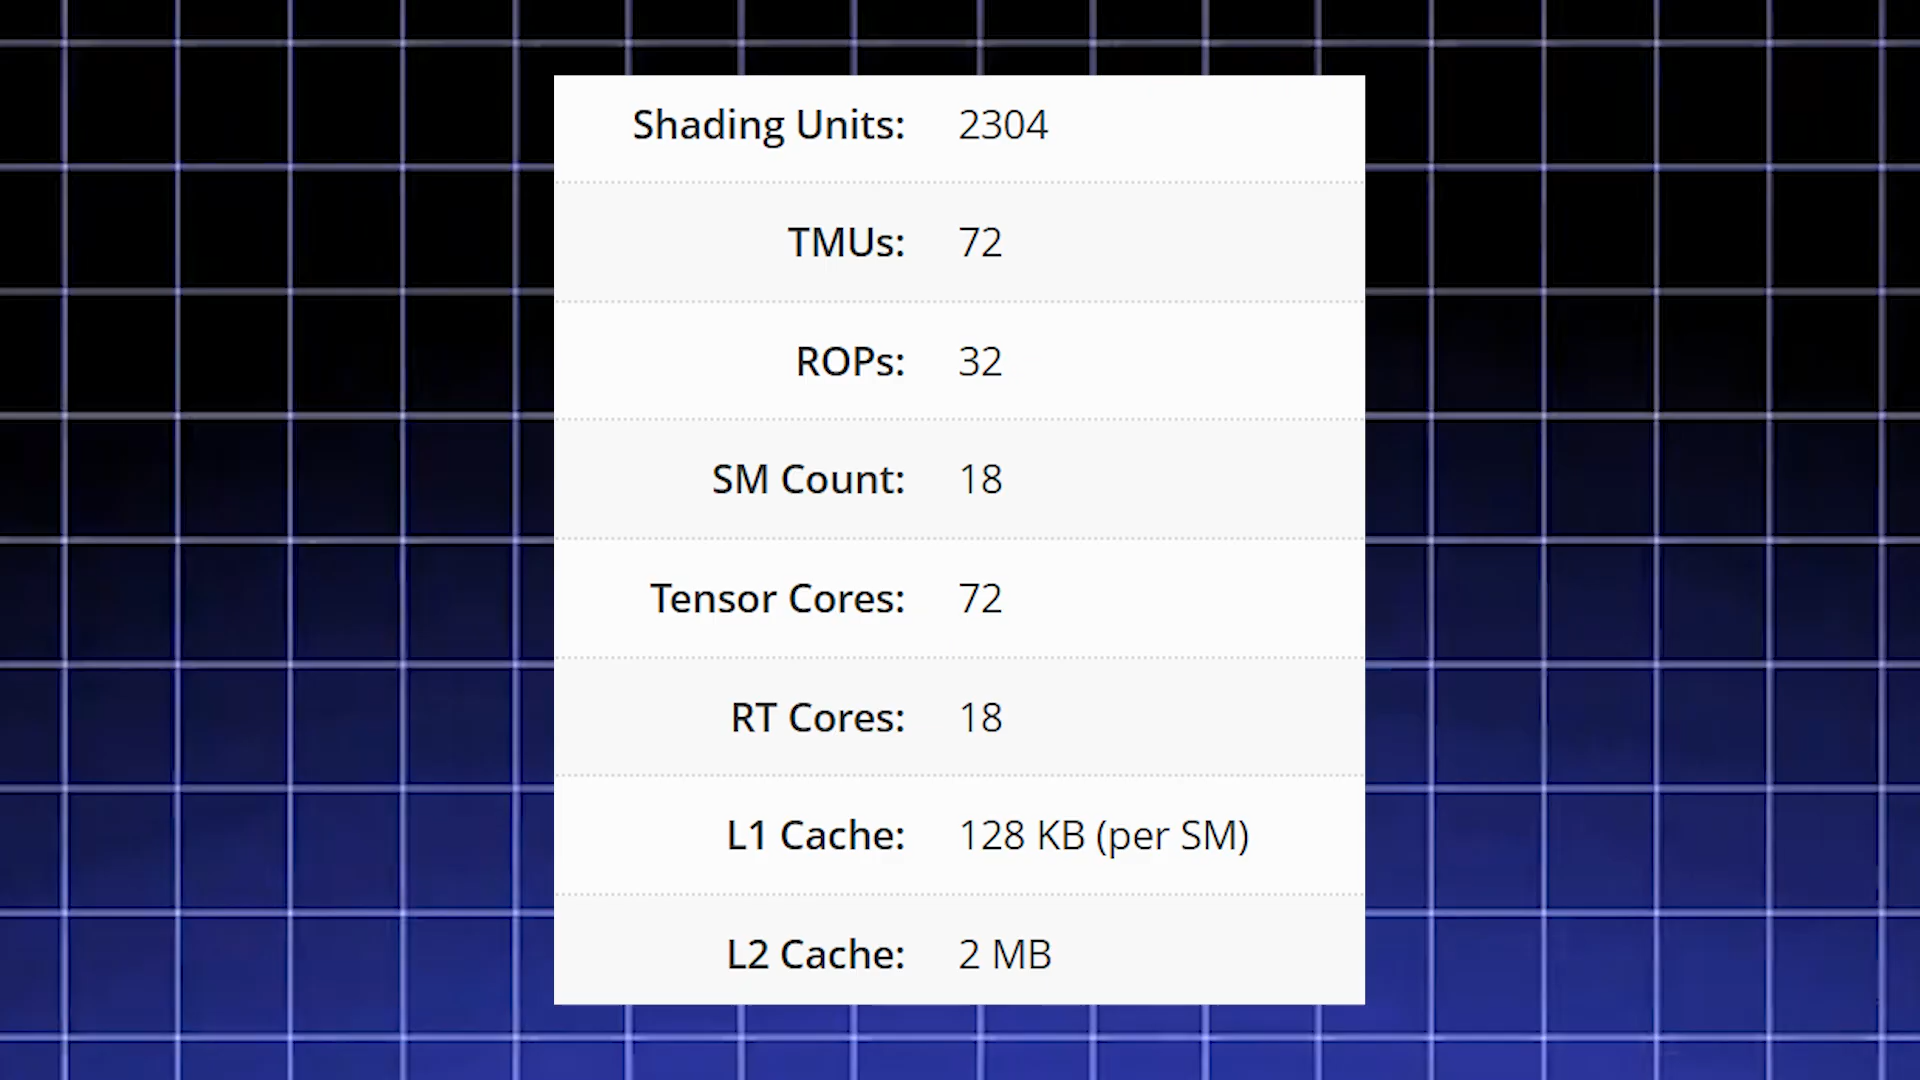 Shading Units: 2304
TMUs: 72
ROPs: 32
SM Count: 18
Tensor Cores: 72
RT Cores: 18
L1 Cache: 128 KB (per SM)
L2 Cache: 2 MB